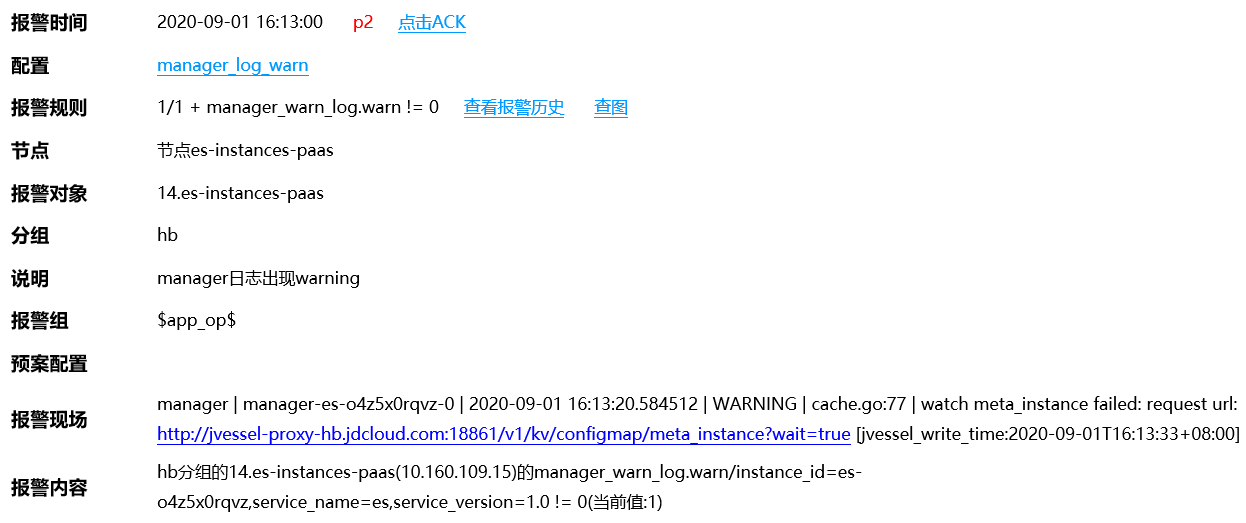 报警时间 2020-09-01 16:13:00 p2 点击ACK
配置 manager_log_warn
报警规则 1/1 + manager_warn_log.warn != 0 查看报警历史 查图
节点 节点es-instances-paas
报警对象 14.es-instances-paas
分组 hb
说明 manager日志出现warning
报警组 $app_op$
预案配置
报警现场 manager | manager-es-o4z5x0rqvz-0 | 2020-09-01 16:13:20.584512 | WARNING | cache.go:77 | watch meta_instance failed: request url:
http://jvessel-proxy-hb.jdcloud.com:18861/v1/kv/configmap/meta_instance?wait=true [jvessel_write_time:2020-09-01T16:13:33+08:00]
报警内容 hb分组的14.es-instances-paas(10.160.109.15)的manager_warn_log.warn/instance_id=es-
o4z5x0rqvz,service_name=es,service_version=1.0 != 0(当前值:1)